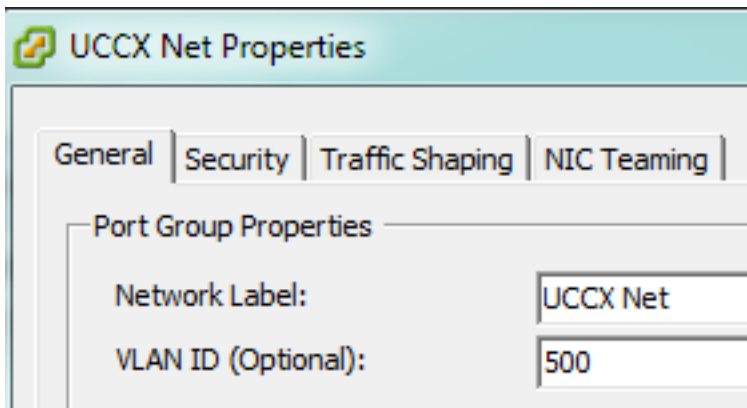 UCCX Net Properties
General Security Traffic Shaping NIC Teaming
Port Group Properties
Network Label: UCCX Net
VLAN ID (Optional): 500